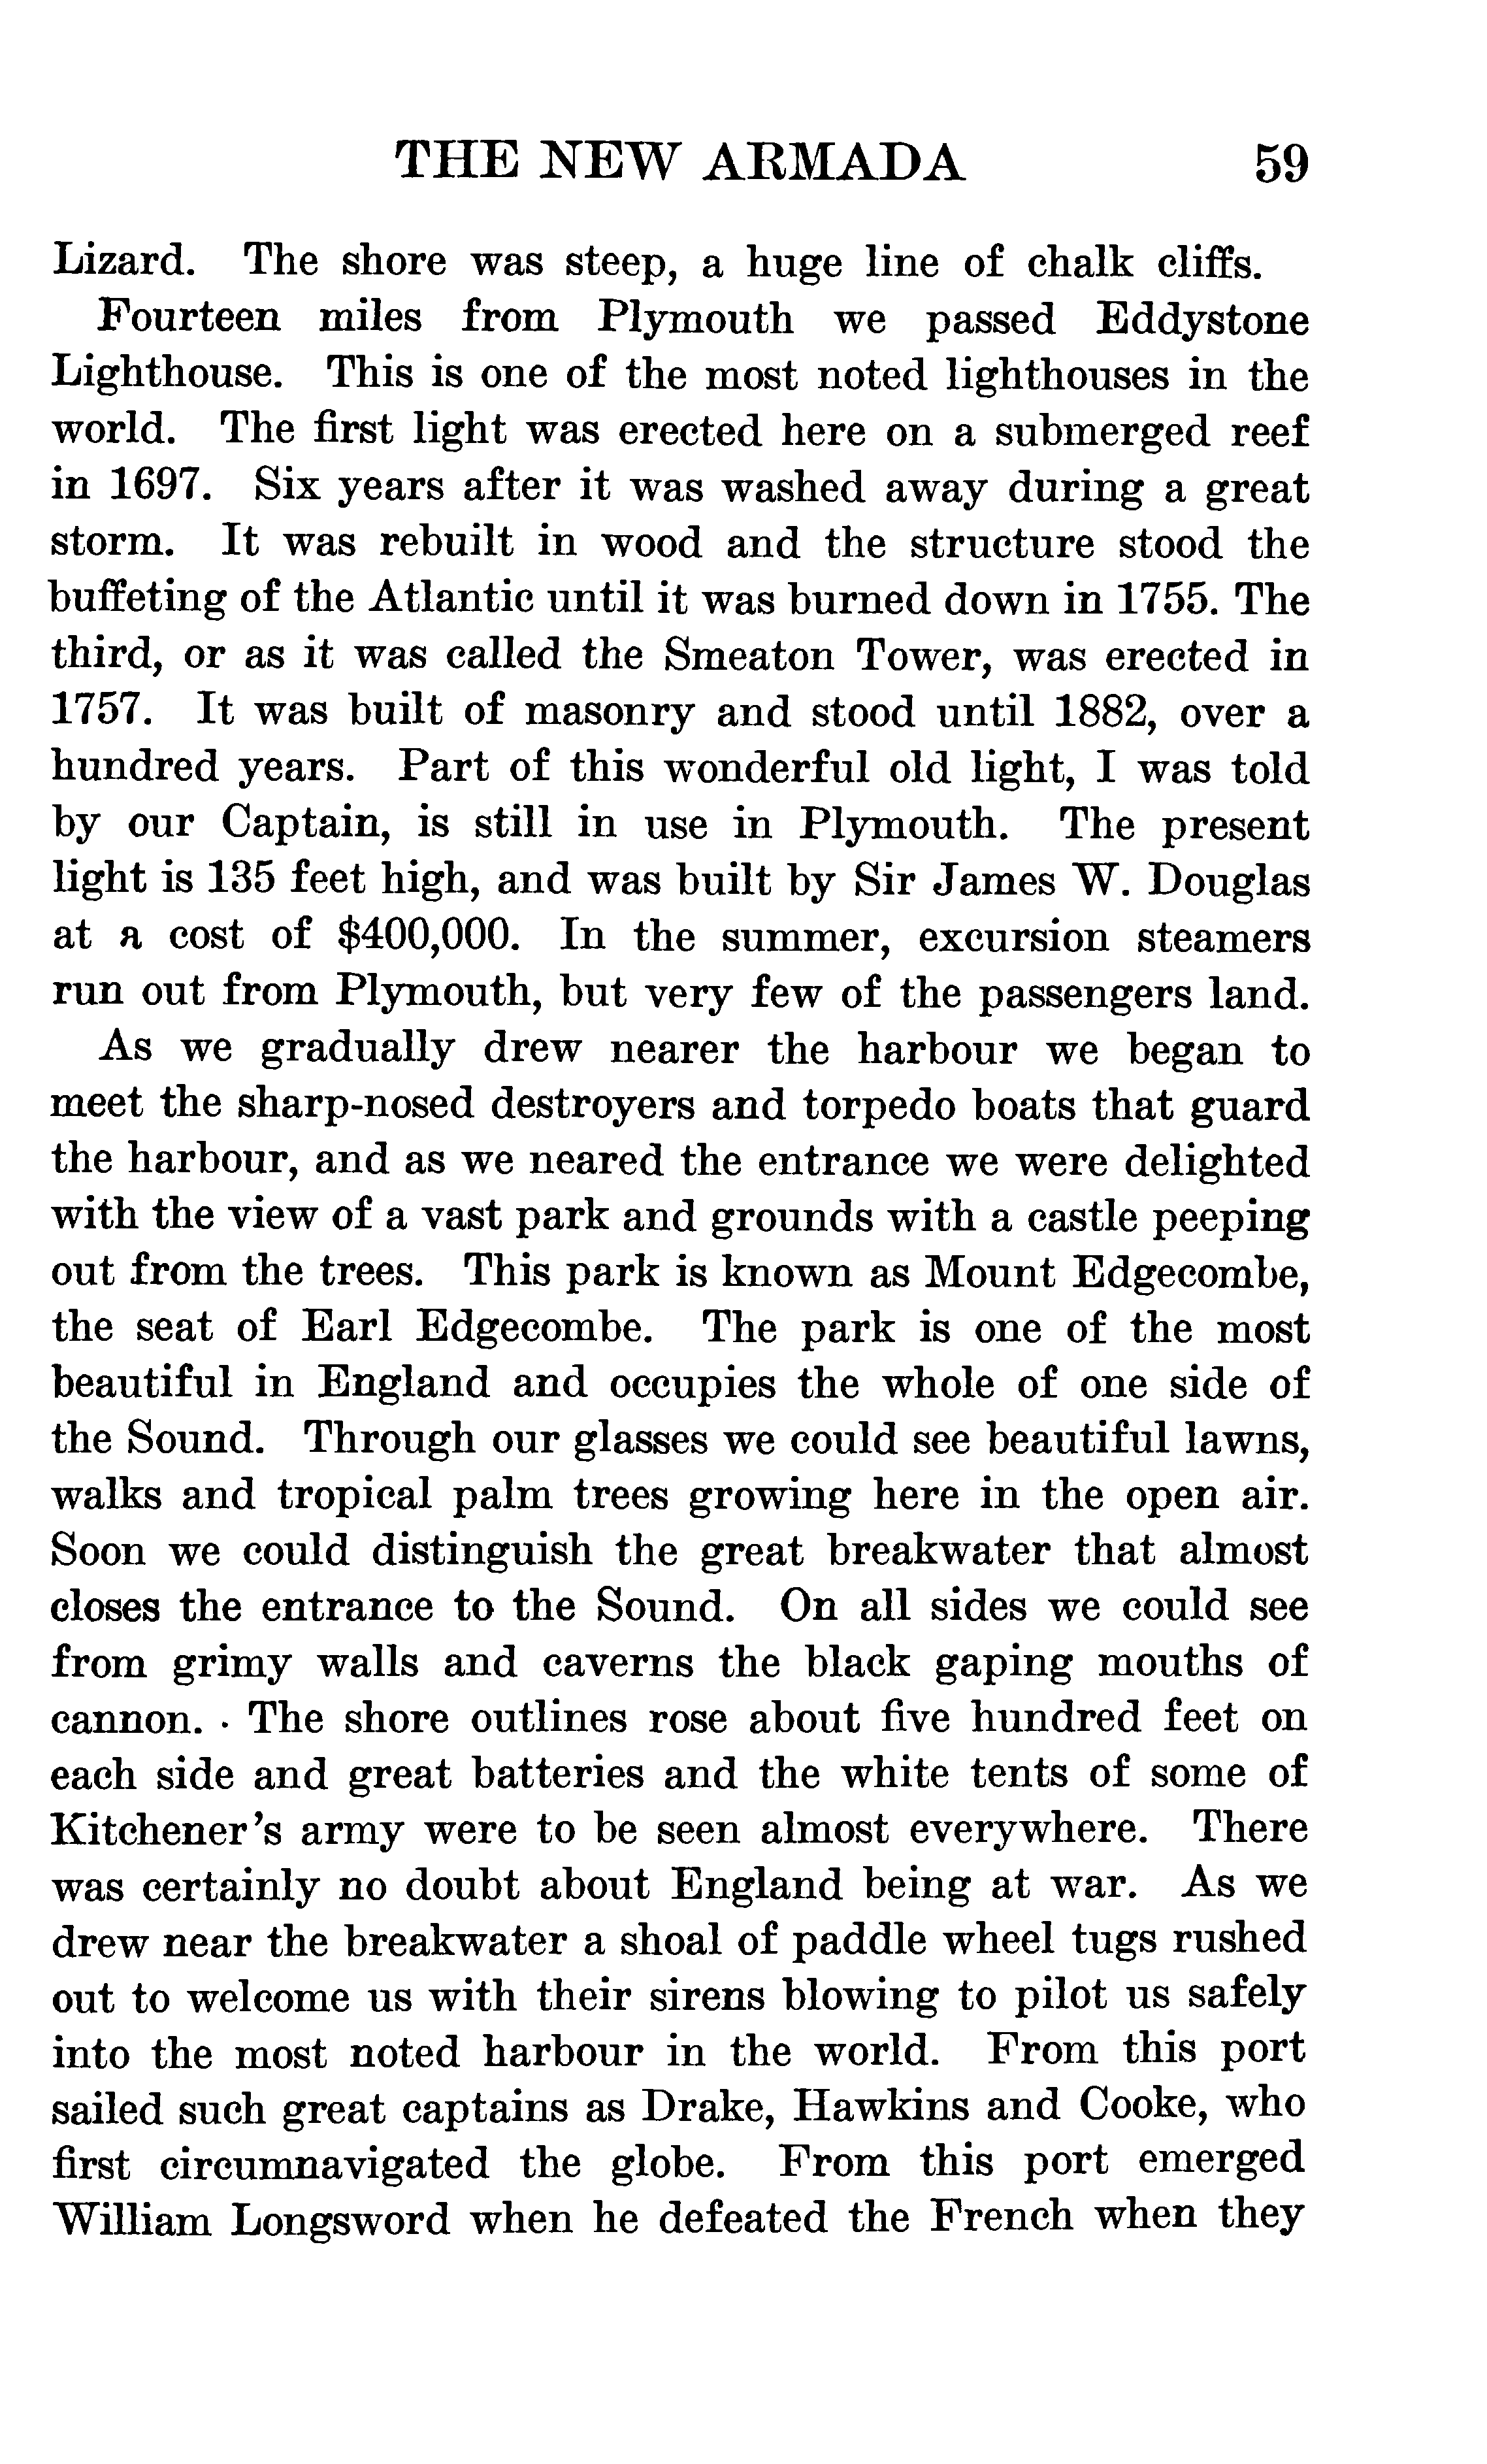 THE NEW ARMADA 59
Lizard. The shore was steep, a huge line of chalk cliffs.
Fourteen miles from Plymouth we passed Eddystone
Lighthouse. This is one of the most noted lighthouses in the
world. The first light was erected here on a submerged reef
in 1697. Six years after it was washed away during a great
storm. It was rebuilt in wood and the structure stood the
buffeting of the Atlantic until it was burned down in 1755. The
third, or as it was called the Smeaton Tower, was erected in
1757. It was built of masonry and stood until 1882, over a
hundred years. Part of this wonderful old light, I was told
by our Captain, is still in use in Plymouth. The present
light is 135 feet high, and was built by Sir James W. Douglas
at a cost of $400,000. In the summer, excursion steamers
run out from Plymouth, but very few of the passengers land.
As we gradually drew nearer the harbour we began to
meet the sharp-nosed destroyers and torpedo boats that guard
the harbour, and as we neared the entrance we were delighted
with the view of a vast park and grounds with a castle peeping
out from the trees. This park is known as Mount Edgecombe,
the seat of Earl Edgecombe. The park is one of the most
beautiful in England and occupies the whole of one side of
the Sound. Through our glasses we could see beautiful lawns,
walks and tropical palm trees growing here in the open air.
Soon we could distinguish the great breakwater that almost
closes the entrance to the Sound. On all sides we could see
from grimy walls and caverns the black gaping mouths of
cannon. The shore outlines rose about five hundred feet on
each side and great batteries and the white tents of some of
Kitchener's army were to be seen almost everywhere. There
was certainly no doubt about England being at war. As we
drew near the breakwater a shoal of paddle wheel tugs rushed
out to welcome us with their sirens blowing to pilot us safely
into the most noted harbour in the world. From this port
sailed such great captains as Drake, Hawkins and Cooke, who
first circumnavigated the globe. From this port emerged
William Longsword when he defeated the French when they